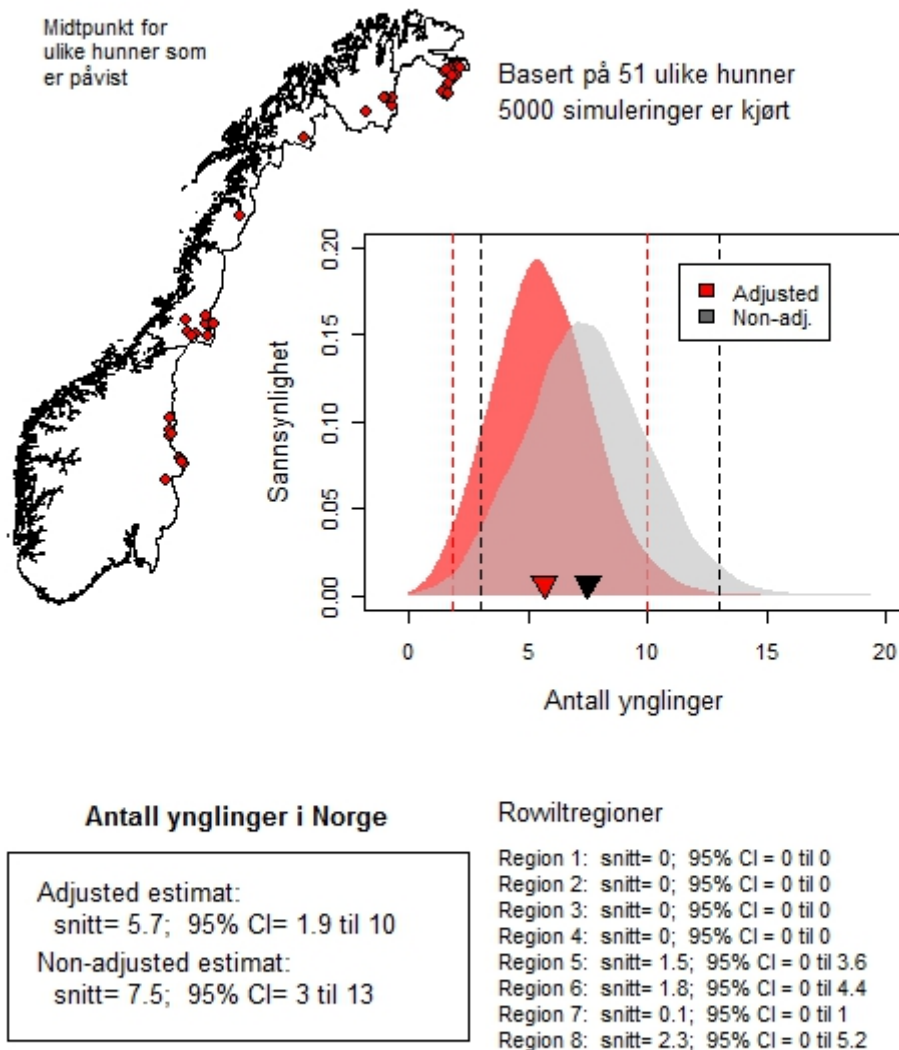 Midtpunkt for
ulike hunner som
er påvist
Basert på 51 ulike hunner
5000 simuleringer er kjørt
0.20
0.15
0.10
0.05
0.00
Sannsynlighet
Adjusted
Non-adj.
0 5 10 15 20
Antall ynglinger
Antall ynglinger i Norge
Adjusted estimat:
snitt= 5.7; 95% CI= 1.9 til 10
Non-adjusted estimat:
snitt= 7.5; 95% CI= 3 til 13
Rovviltregioner
Region 1: snitt= 0; 95% CI = 0 til 0
Region 2: snitt= 0; 95% CI = 0 til 0
Region 3: snitt= 0; 95% CI = 0 til 0
Region 4: snitt= 0; 95% CI = 0 til 0
Region 5: snitt= 1.5; 95% CI = 0 til 3.6
Region 6: snitt= 1.8; 95% CI = 0 til 4.4
Region 7: snitt= 0.1; 95% CI = 0 til 1
Region 8: snitt= 2.3; 95% CI = 0 til 5.2